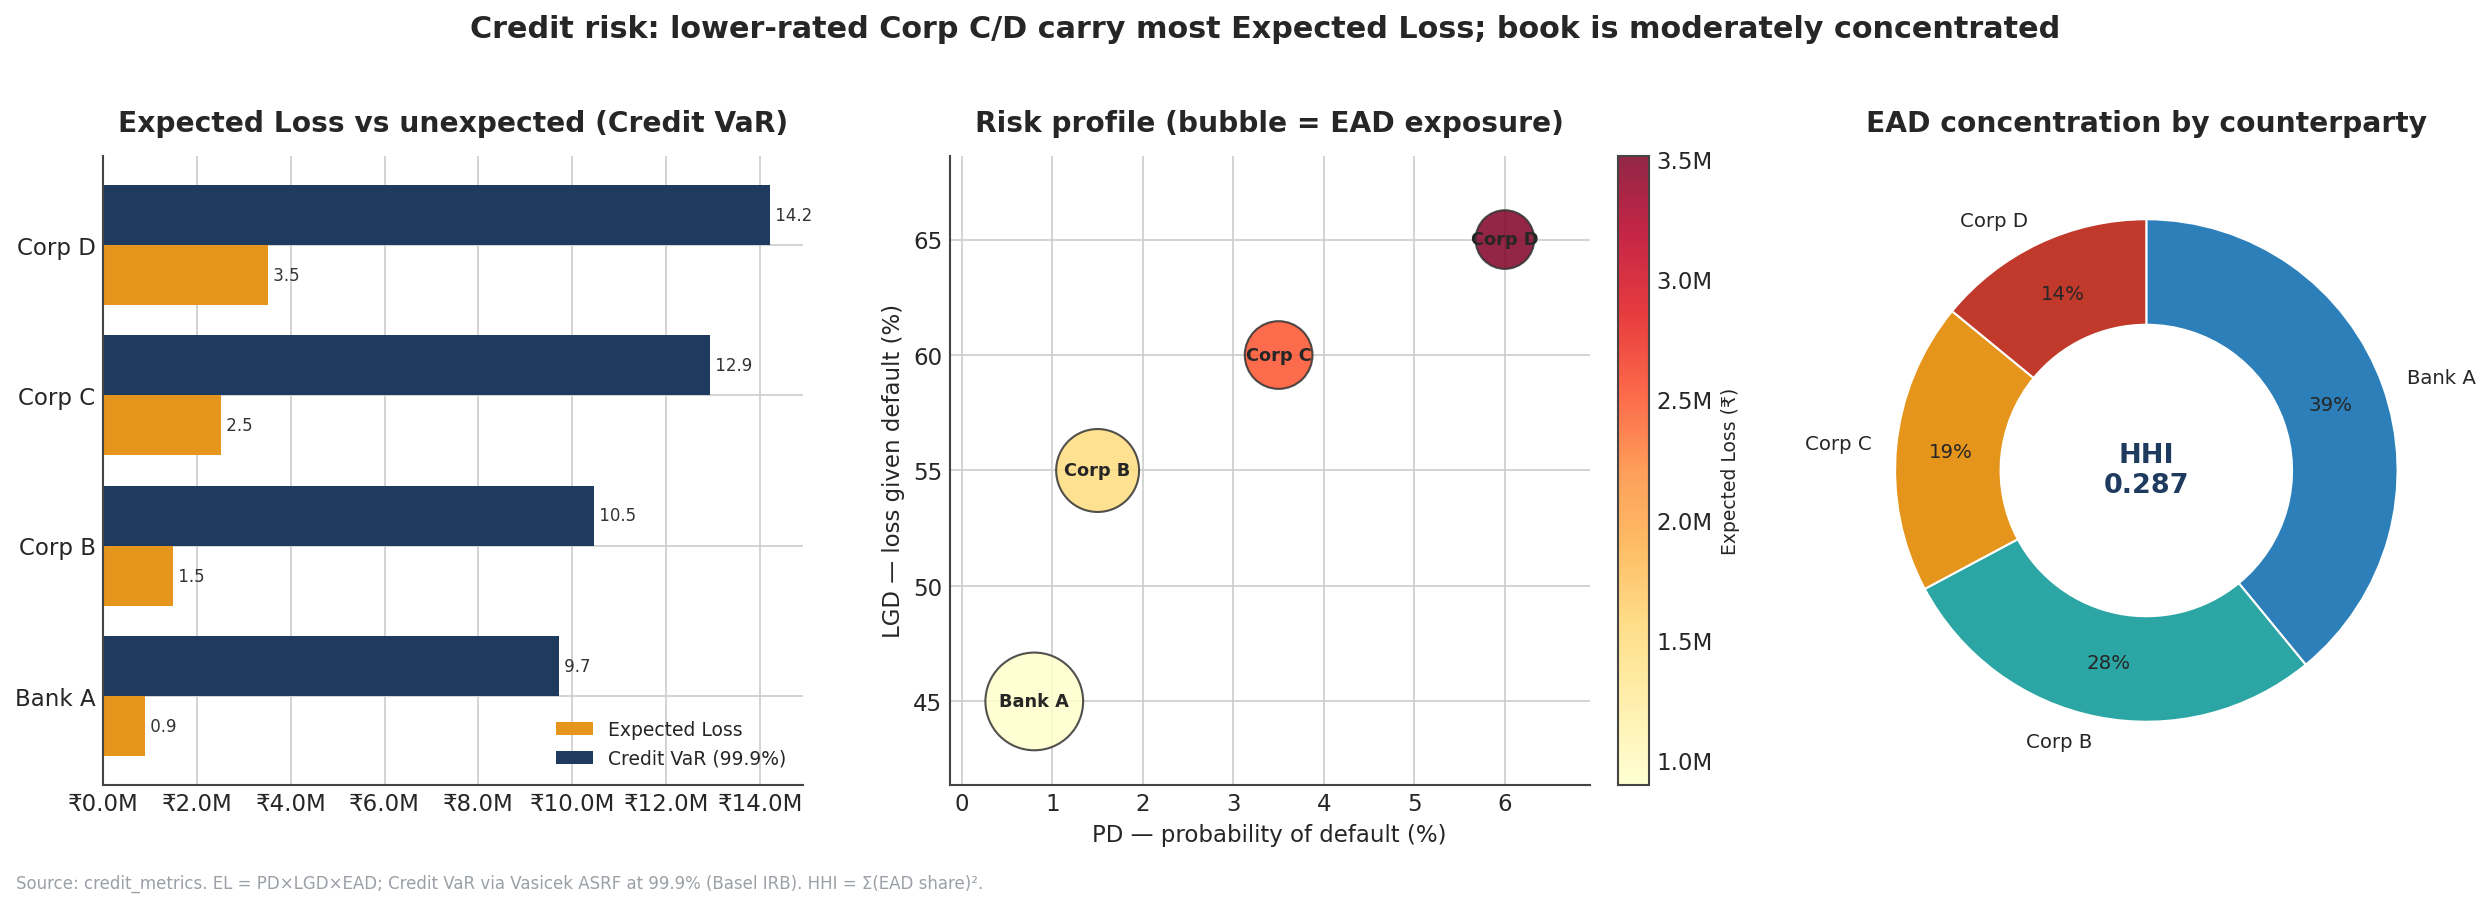 Credit risk: lower-rated Corp C/D carry most Expected Loss; book is moderately concentrated
Expected Loss vs unexpected (Credit VaR)
Corp D
Corp C
Corp B
Bank A
14.2
3.5
12.9
2.5
10.5
1.5
9.7
0.9
Expected Loss
Credit VaR (99.9%)
₹0.0M ₹2.0M ₹4.0M ₹6.0M ₹8.0M ₹10.0M ₹12.0M ₹14.0M
Risk profile (bubble = EAD exposure)
LGD — loss given default (%)
65
60
55
50
45
Corp D
Corp C
Corp B
Bank A
0 1 2 3 4 5 6
PD — probability of default (%)
3.5M
3.0M
2.5M
2.0M
1.5M
1.0M
Expected Loss (₹)
EAD concentration by counterparty
Corp D
14%
Bank A
39%
Corp C
19%
HHI
0.287
28%
Corp B
Source: credit_metrics. EL = PD×LGD×EAD; Credit VaR via Vasicek ASRF at 99.9% (Basel IRB). HHI = Σ(EAD share)².